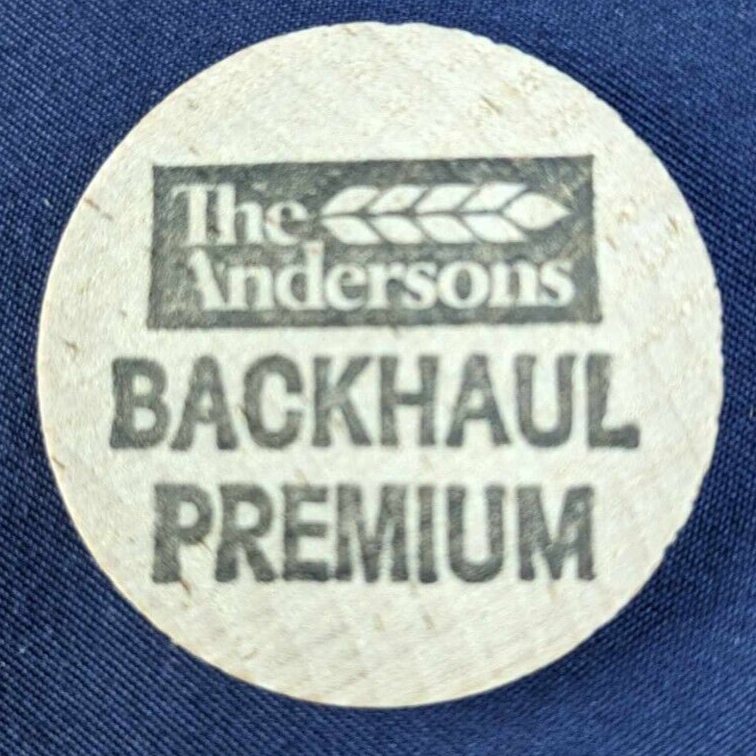 The
Andersons
BACKHAUL
PREMIUM